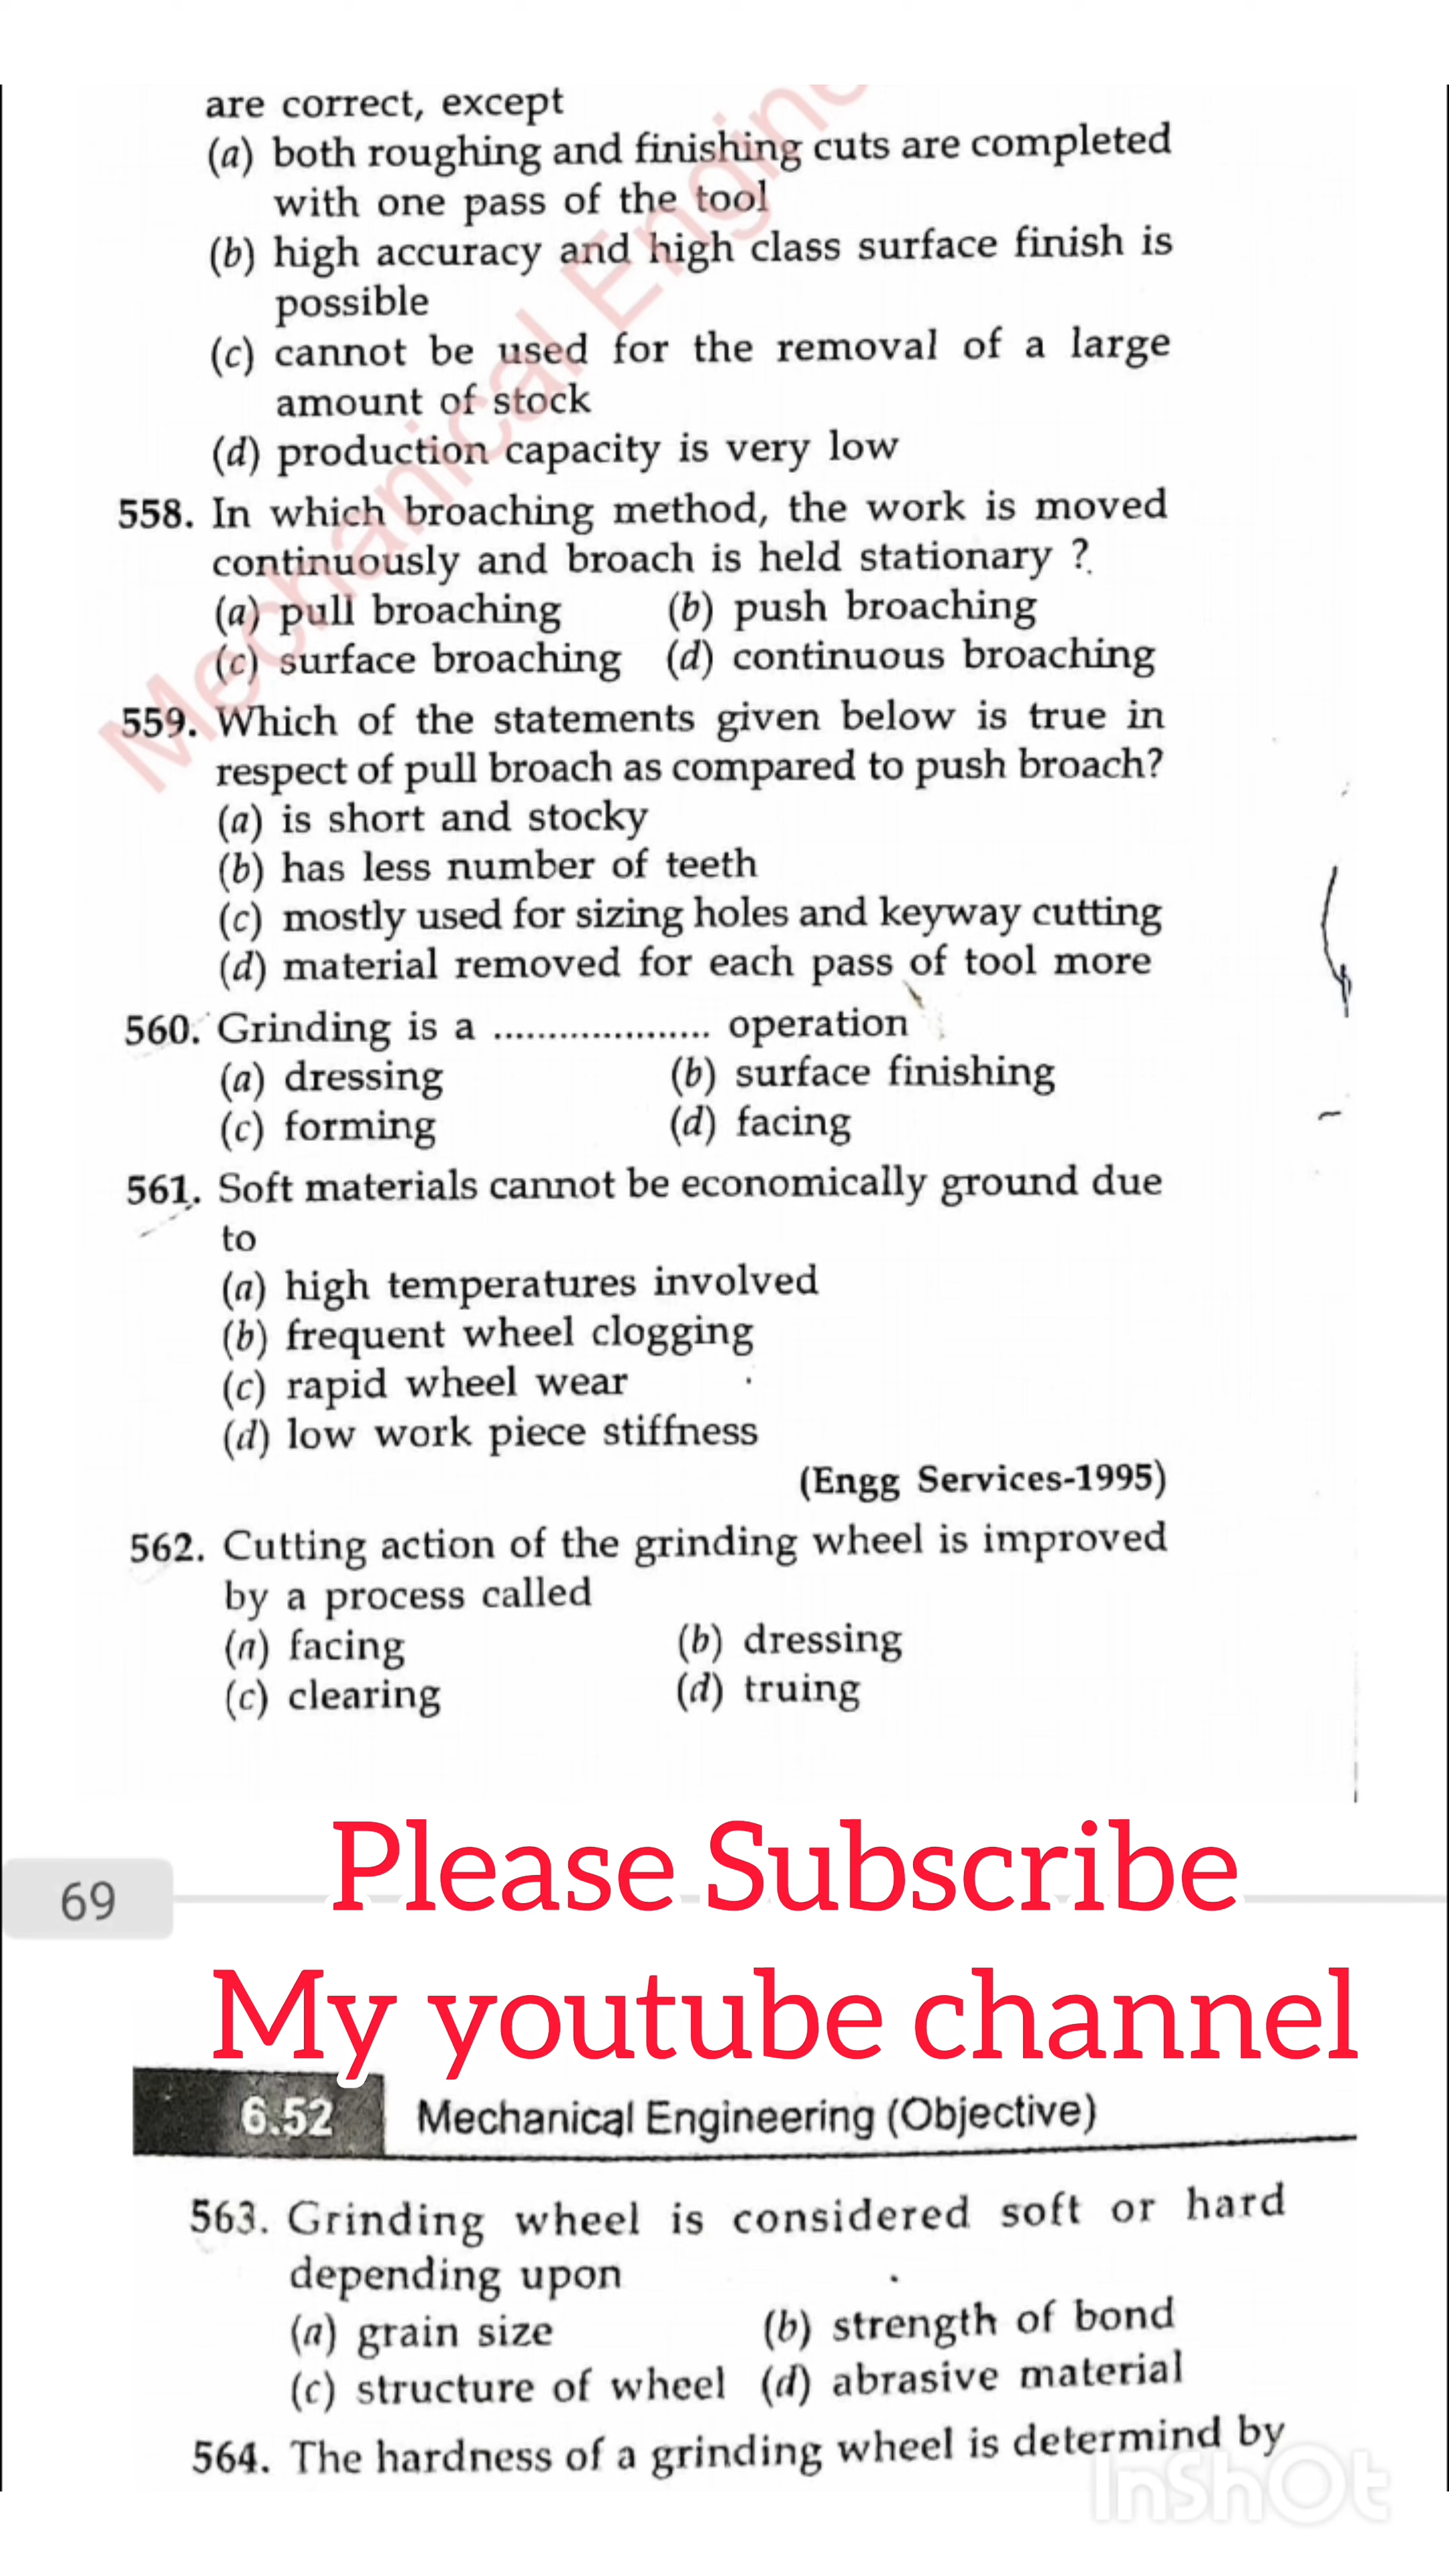 are correct, except
(a) both roughing and finishing cuts are completed
with one pass of the tool
(b) high accuracy and high class surface finish is
possible
(c) cannot be used for the removal of a large
amount of stock
(d) production capacity is very low
558. In which broaching method, the work is moved
continuously and broach is held stationary ?
(a) pull broaching (b) push broaching
(c) surface broaching (d) continuous broaching
559. Which of the statements given below is true in
respect of pull broach as compared to push broach?
(a) is short and stocky
(b) has less number of teeth
(c) mostly used for sizing holes and keyway cutting
(d) material removed for each pass of tool more
560. Grinding is a .................... operation
(a) dressing (b) surface finishing
(c) forming (d) facing
561. Soft materials cannot be economically ground due
to
(a) high temperatures involved
(b) frequent wheel clogging
(c) rapid wheel wear
(d) low work piece stiffness
(Engg Services-1995)
562. Cutting action of the grinding wheel is improved
by a process called
(a) facing (b) dressing
(c) clearing (d) truing
Mechanical
Please Subscribe
69
My youtube channel
6.52 Mechanical Engineering (Objective)
563. Grinding wheel is considered soft or hard
depending upon
(a) grain size (b) strength of bond
(c) structure of wheel (d) abrasive material
564. The hardness of a grinding wheel is determind by
InShOt